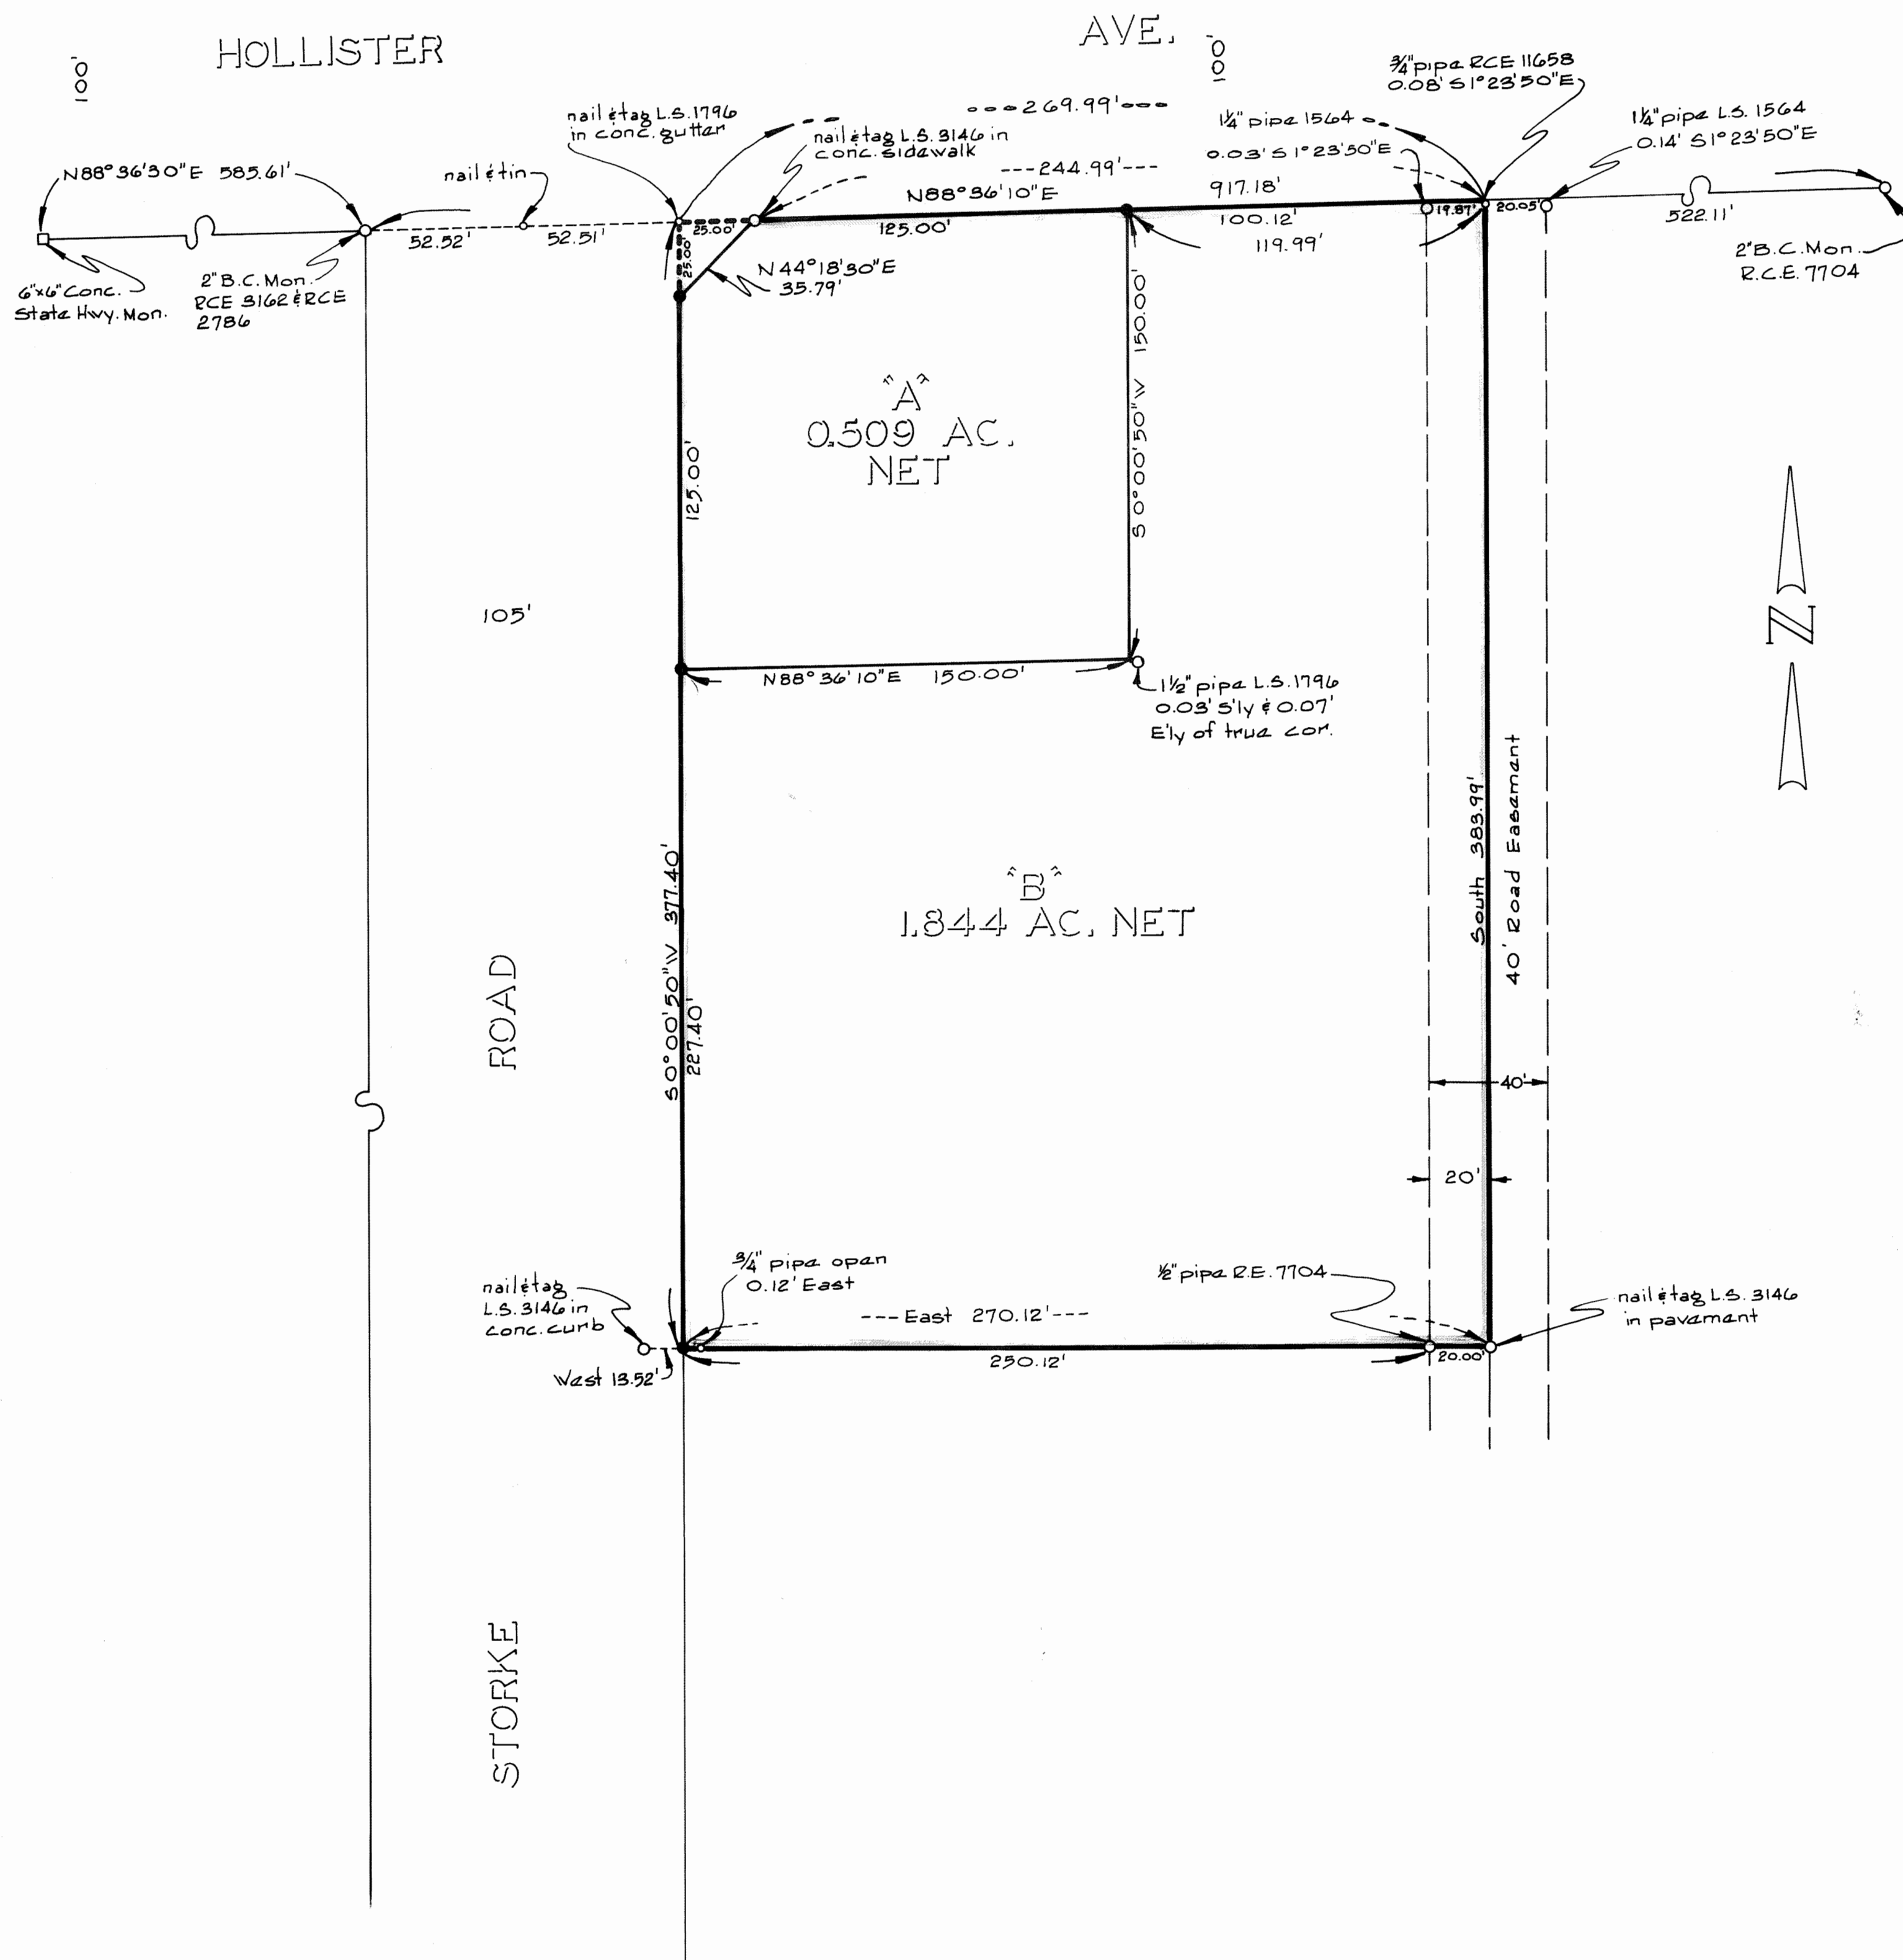 HOLLISTER
AVE.
100'
100'
3/4" pipe RCE 11658
0.08' S1°23'50"E
nail & tag L.S. 1796
in conc. gutter
269.99'
nail & tag L.S. 3146 in
conc. sidewalk
1 1/4" pipe 1564
0.03' S1°23'50"E
1 1/4" pipe L.S. 1564
0.14' S1°23'50"E
N88°36'30"E 585.61'
nail & tin
---244.99'---
N88°36'10"E
917.18'
52.52'
52.51'
25.00'
125.00'
100.12'
119.99'
19.87'
20.05'
522.11'
25.00'
6"x6" Conc.
State Hwy. Mon.
2" B.C. Mon.
RCE 3162 & RCE
2786
N44°18'30"E
35.79'
2" B.C. Mon.
R.C.E. 7704
S0°00'50"W 150.00'
"A"
0.509 AC.
NET
125.00'
105'
N88°36'10"E 150.00'
1 1/2" pipe L.S. 1796
0.03' S'ly & 0.07'
E'ly of true cor.
N
South 383.99'
40' Road Easement
"B"
1.844 AC. NET
S0°00'50"W 377.40'
227.40'
ROAD
40'
20'
3/4" pipe open
0.12' East
1/2" pipe R.E. 7704
nail & tag
L.S. 3146 in
conc. curb
---East 270.12'---
nail & tag L.S. 3146
in pavement
West 13.52'
250.12'
20.00'
STORKE